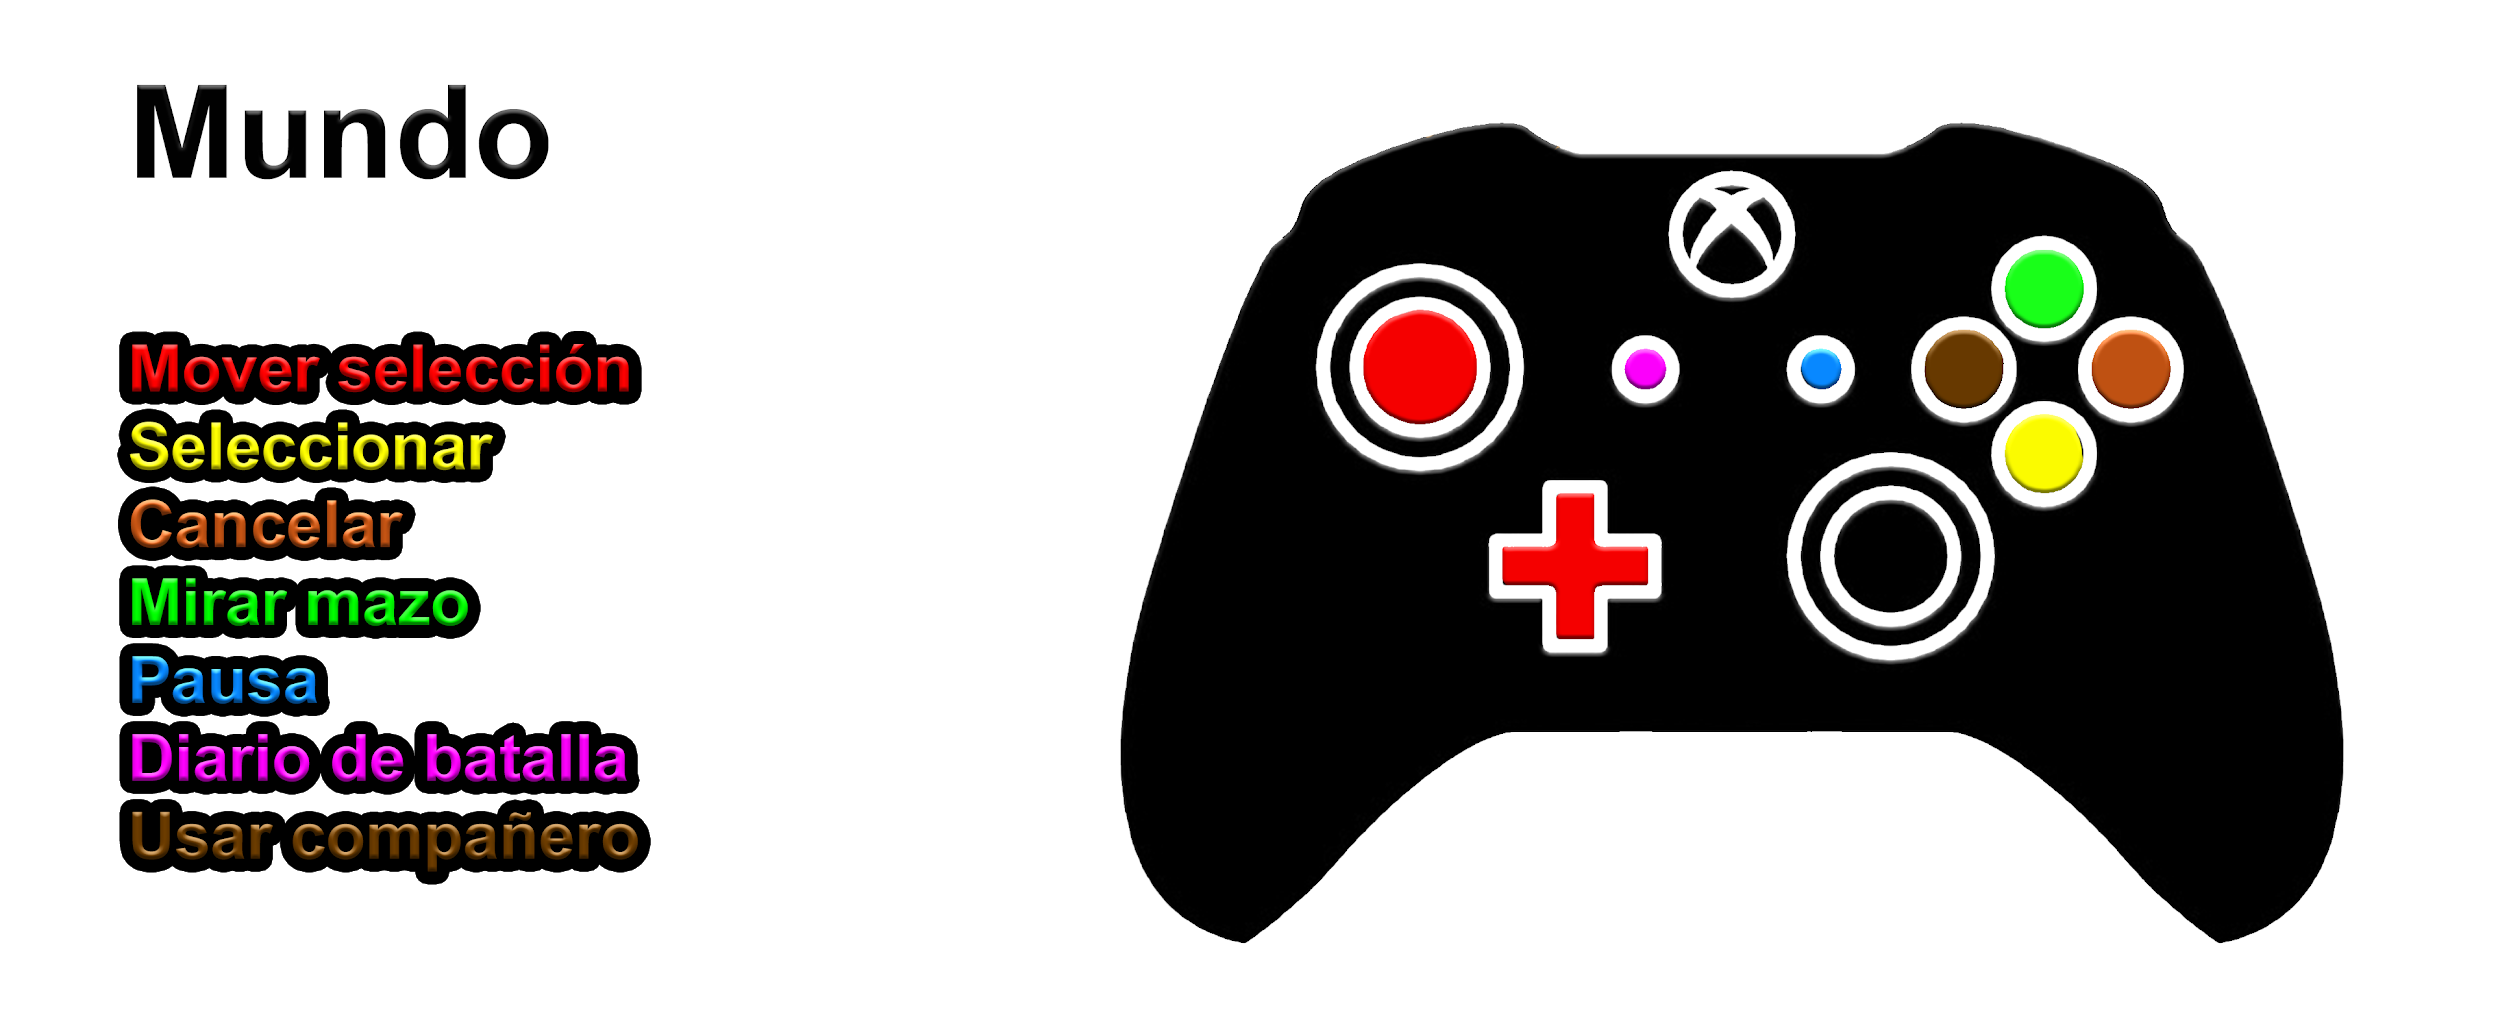 Mundo
Mover selección
Seleccionar
Cancelar
Mirar mazo
Pausa
Diario de batalla
Usar compañero